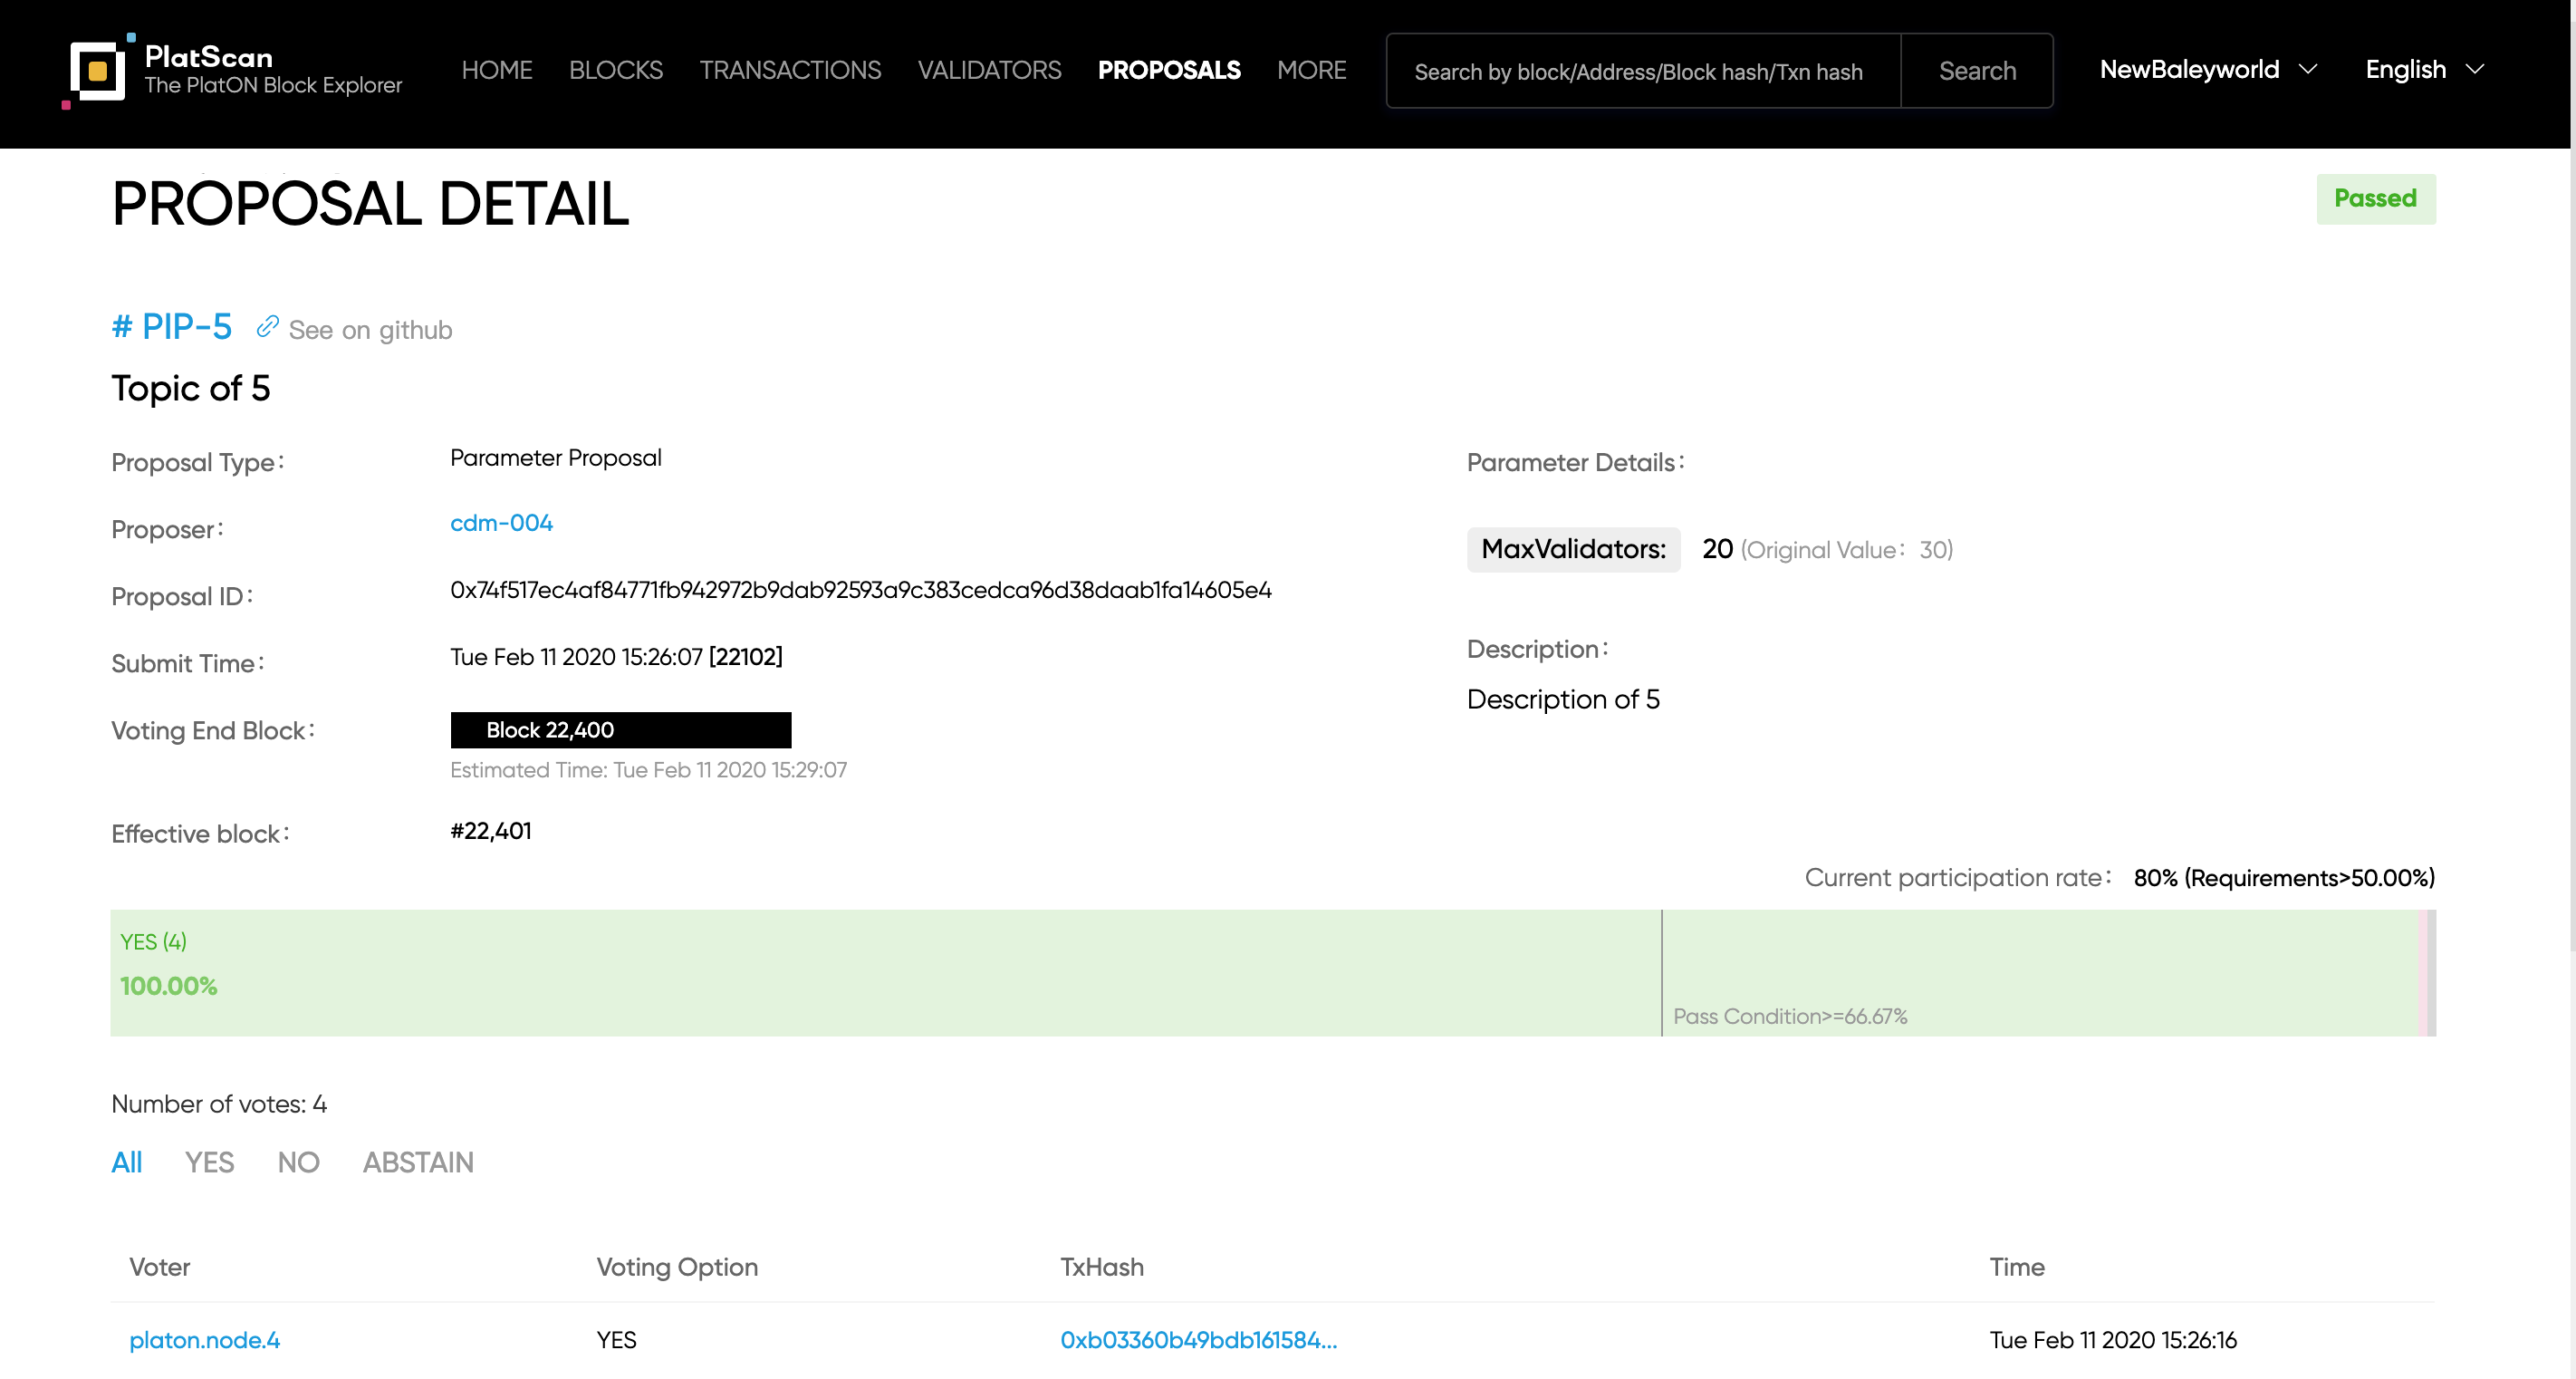 PlatScan
The PlatON Block Explorer
HOME BLOCKS TRANSACTIONS VALIDATORS PROPOSALS MORE
Search by block/Address/Block hash/Txn hash Search
NewBaleyworld English
PROPOSAL DETAIL
Passed
# PIP-5 See on github
Topic of 5
Proposal Type: Parameter Proposal
Proposer: cdm-004
Proposal ID: 0x74f517ec4af84771fb942972b9dab92593a9c383cedca96d38daab1fa14605e4
Submit Time: Tue Feb 11 2020 15:26:07 [22102]
Voting End Block: Block 22,400
Estimated Time: Tue Feb 11 2020 15:29:07
Effective block: #22,401
Parameter Details:
MaxValidators: 20 (Original Value: 30)
Description:
Description of 5
Current participation rate: 80% (Requirements>50.00%)
YES (4)
100.00%
Pass Condition>=66.67%
Number of votes: 4
All YES NO ABSTAIN
Voter Voting Option TxHash Time
platon.node.4 YES 0xb03360b49bdb161584... Tue Feb 11 2020 15:26:16